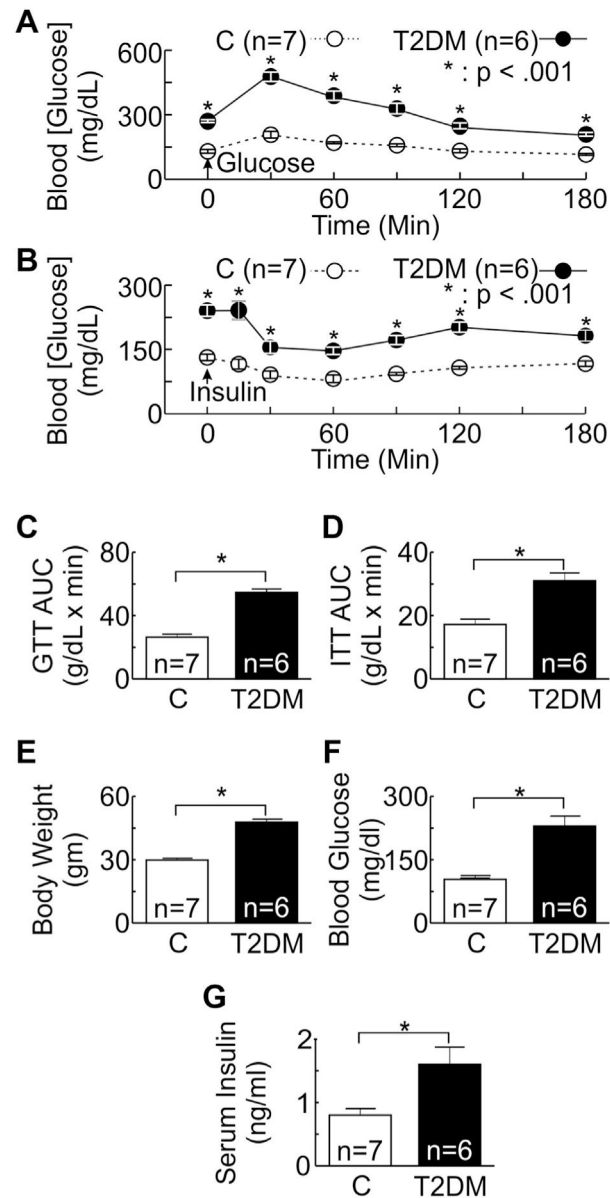 A
C (n=7) T2DM (n=6)
* : p < .001
Blood [Glucose]
(mg/dL)
600
300
0
* * * * * *
Glucose
0 60 120 180
Time (Min)
B
C (n=7) T2DM (n=6)
* : p < .001
Blood [Glucose]
(mg/dL)
300
150
0
* * * * * * *
Insulin
0 60 120 180
Time (Min)
C
GTT AUC
(g/dL x min)
80
40
0
*
n=7 n=6
C T2DM
D
ITT AUC
(g/dL x min)
40
20
0
*
n=7 n=6
C T2DM
E
Body Weight
(gm)
60
30
0
*
n=7 n=6
C T2DM
F
Blood Glucose
(mg/dl)
300
150
0
*
n=7 n=6
C T2DM
G
Serum Insulin
(ng/ml)
2
1
0
*
n=7 n=6
C T2DM